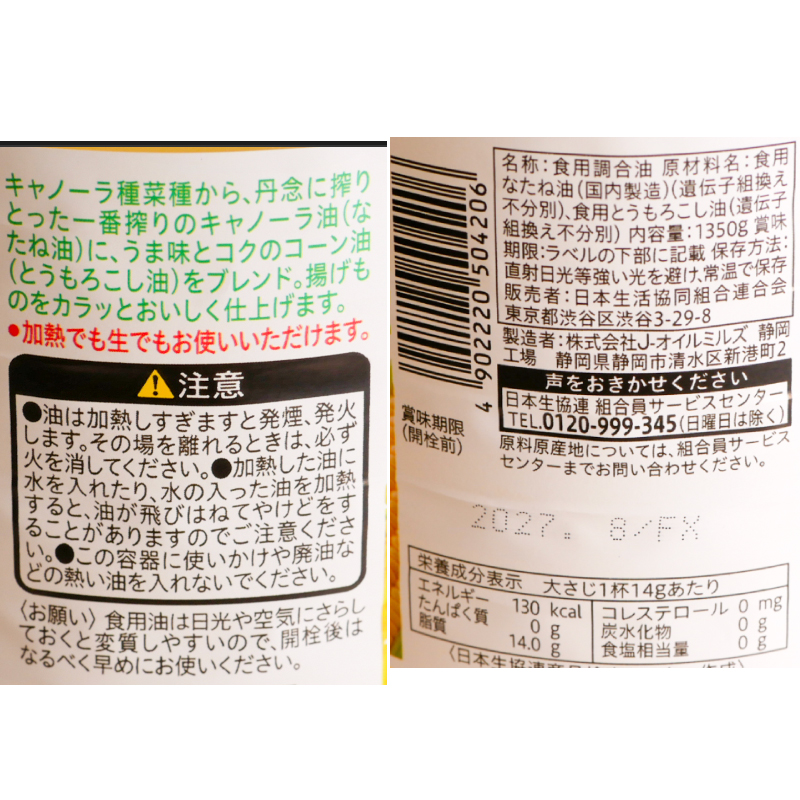 キャノーラ種菜種から、丹念に搾り
とった一番搾りのキャノーラ油(な
たね油)に、うま味とコクのコーン油
(とうもろこし油)をブレンド。揚げも
のをカラッとおいしく仕上げます。
●加熱でも生でもお使いいただけます。
注意
●油は加熱しすぎますと発煙、発火
します。その場を離れるときは、必ず
火を消してください。●加熱した油に
水を入れたり、水の入った油を加熱
すると、油が飛びはねてやけどをす
ることがありますのでご注意くださ
い。●この容器に使いかけや廃油な
どの熱い油を入れないでください。
〈お願い〉食用油は日光や空気にさらし
ておくと変質しやすいので、開栓後は
なるべく早めにお使いください。
4 902220 504206
名称:食用調合油 原材料名:食用
なたね油(国内製造)(遺伝子組換え
不分別)、食用とうもろこし油(遺伝子
組換え不分別) 内容量:1350g 賞味
期限:ラベルの下部に記載 保存方法:
直射日光等強い光を避け、常温で保存
販売者:日本生活協同組合連合会
東京都渋谷区渋谷3-29-8
製造者:株式会社J-オイルミルズ 静岡
工場 静岡県静岡市清水区新港町2
声をおきかせください
日本生協連 組合員サービスセンター
TEL.0120-999-345(日曜日は除く)
原料原産地については、組合員サービス
センターまでお問い合わせください。
賞味期限
(開栓前)
2027. 8/FX
栄養成分表示 大さじ1杯14gあたり
エネルギー 130 kcal コレステロール 0 mg
たんぱく質 0 g 炭水化物 0 g
脂質 14.0 g 食塩相当量 0 g